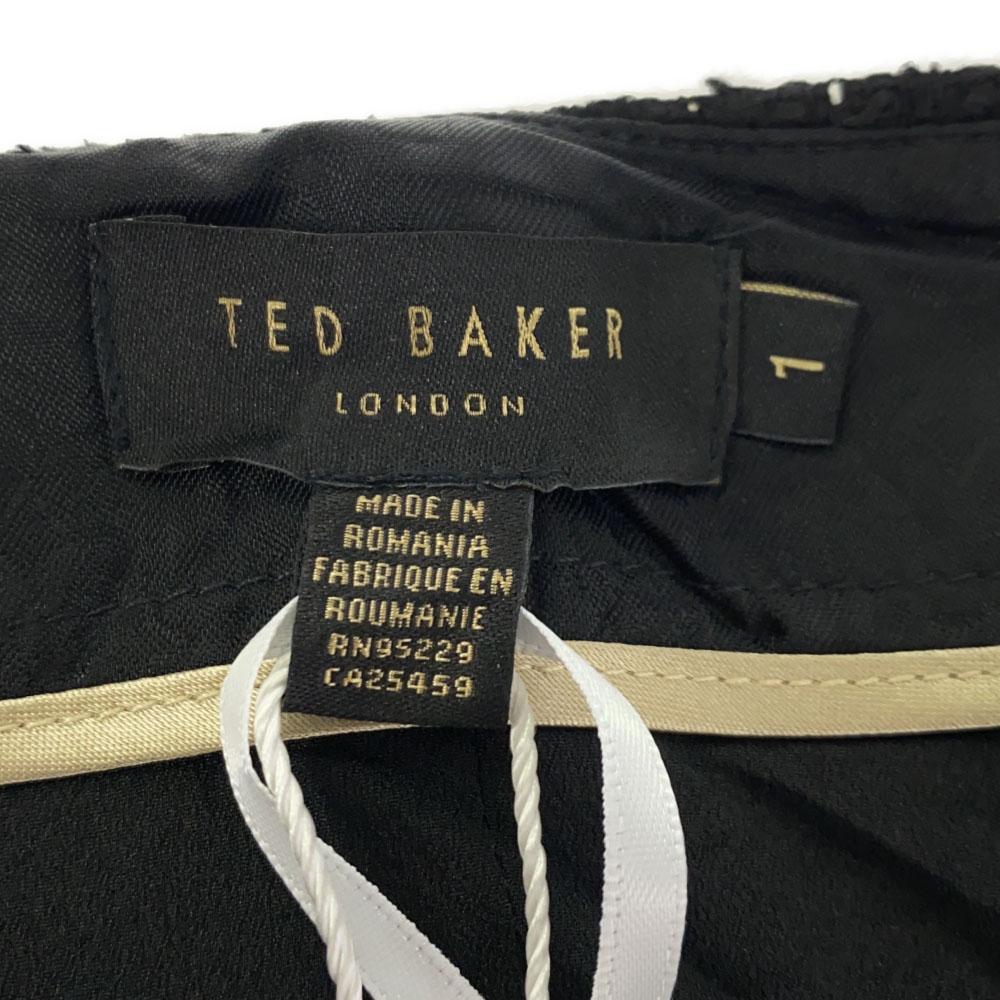 TED BAKER
LONDON
1
MADE IN
ROMANIA
FABRIQUE EN
ROUMANIE
RN95229
CA25459